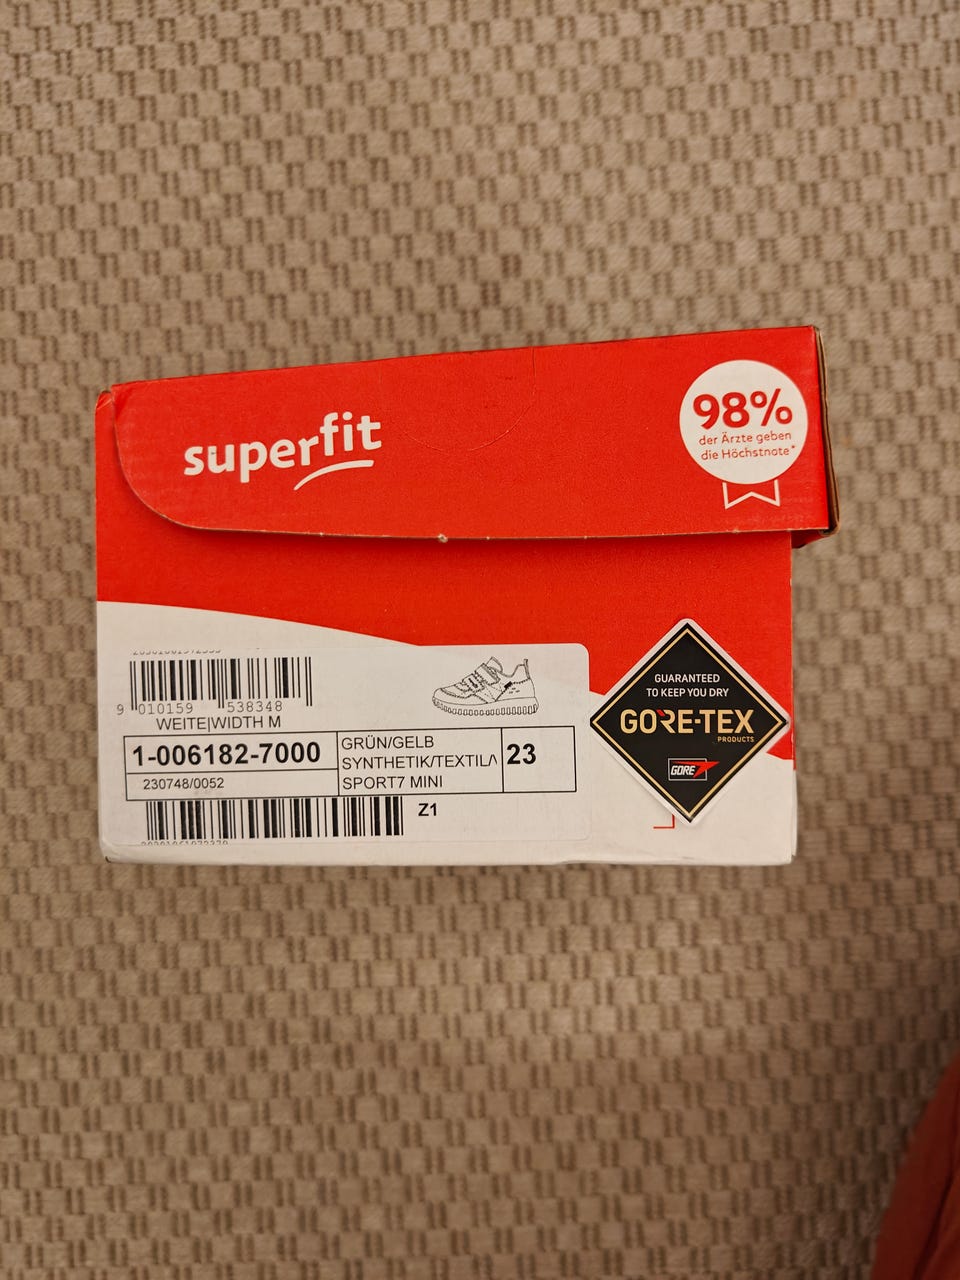 superfit
98%
der Ärzte geben
die Höchstnote*
GUARANTEED
TO KEEP YOU DRY
GORE-TEX
PRODUCTS
GORE
9 010159 538348
WEITE|WIDTH M
1-006182-7000
230748/0052
GRÜN/GELB
SYNTHETIK/TEXTIL/\
SPORT7 MINI
23
Z1